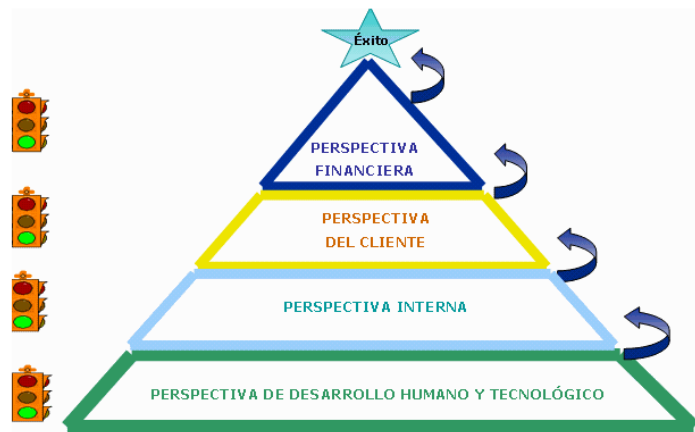 Éxito
PERSPECTIVA
FINANCIERA
PERSPECTIVA
DEL CLIENTE
PERSPECTIVA INTERNA
PERSPECTIVA DE DESARROLLO HUMANO Y TECNOLÓGICO